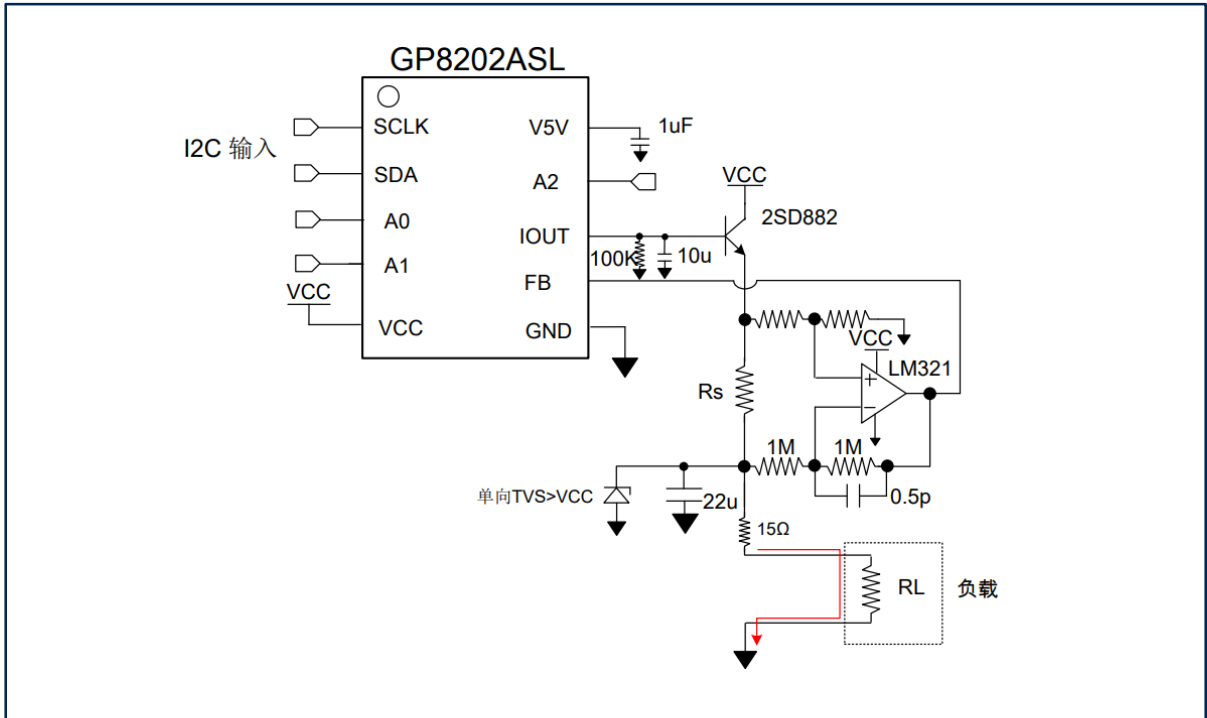 GP8202ASL
I2C 输入
SCLK
SDA
A0
A1
VCC
VCC
V5V
A2
IOUT
FB
GND
1uF
VCC
2SD882
100K
10u
VCC
LM321
+
−
Rs
1M
1M
0.5p
单向TVS>VCC
22u
15Ω
RL
负载